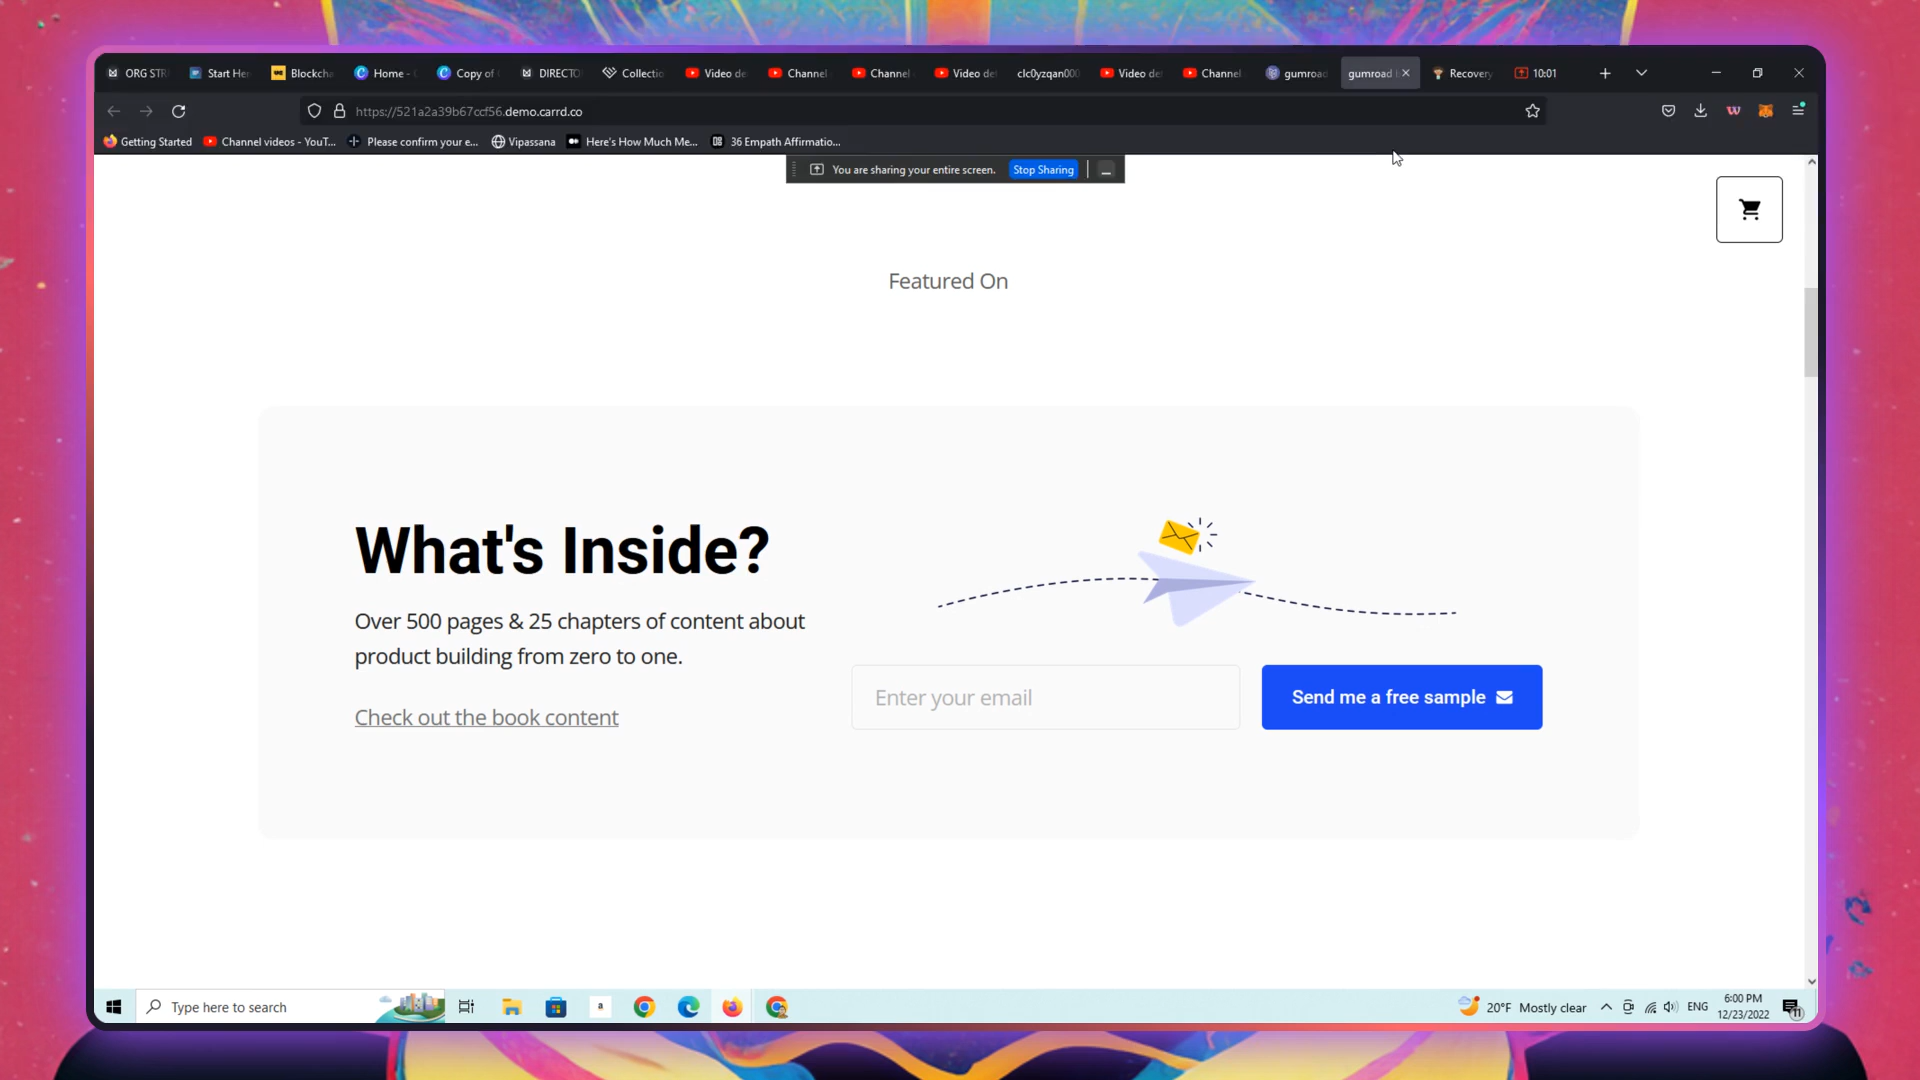 ORG STR
Start He
Blockcha
Home -
Copy of
DIRECTO
Collectio
Video de
Channel
Channel
Video de
clc0yzqan000
Video de
Channel
gumroad
gumroad
Recovery
10:01
https://521a2a39b67ccf56.demo.carrd.co
Getting Started
Channel videos - YouT...
Please confirm your e...
Vipassana
Here's How Much Me...
36 Empath Affirmatio...
You are sharing your entire screen.
Stop Sharing
Featured On
What's Inside?
Over 500 pages & 25 chapters of content about
product building from zero to one.
Check out the book content
Enter your email
Send me a free sample
Type here to search
a
20°F Mostly clear
ENG
6:00 PM
12/23/2022
11